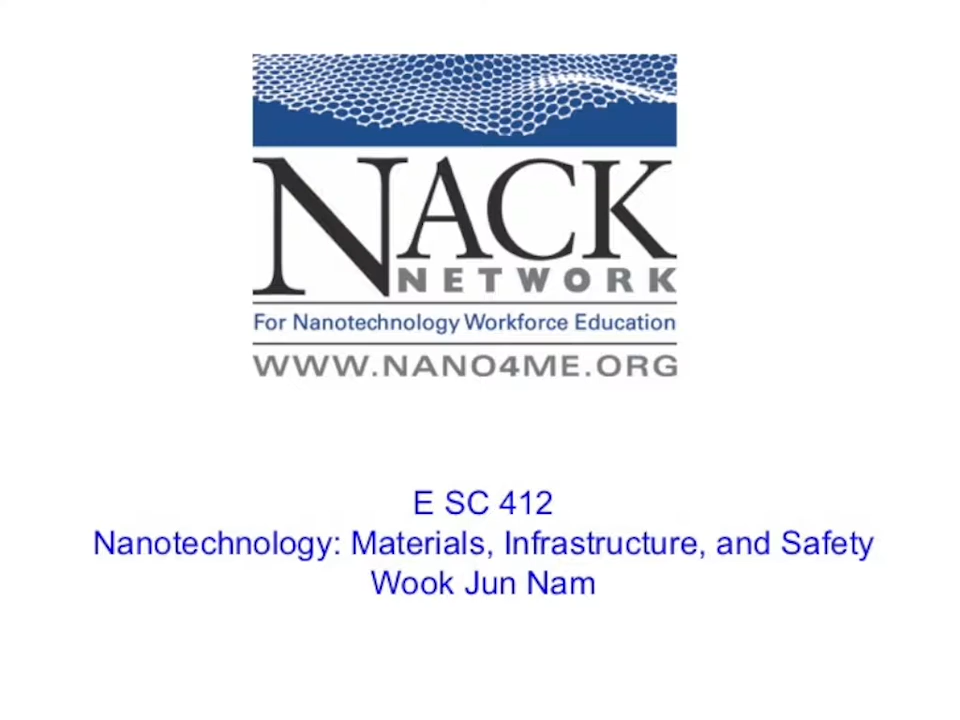 NACK
NETWORK
For Nanotechnology Workforce Education
WWW.NANO4ME.ORG
E SC 412
Nanotechnology: Materials, Infrastructure, and Safety
Wook Jun Nam